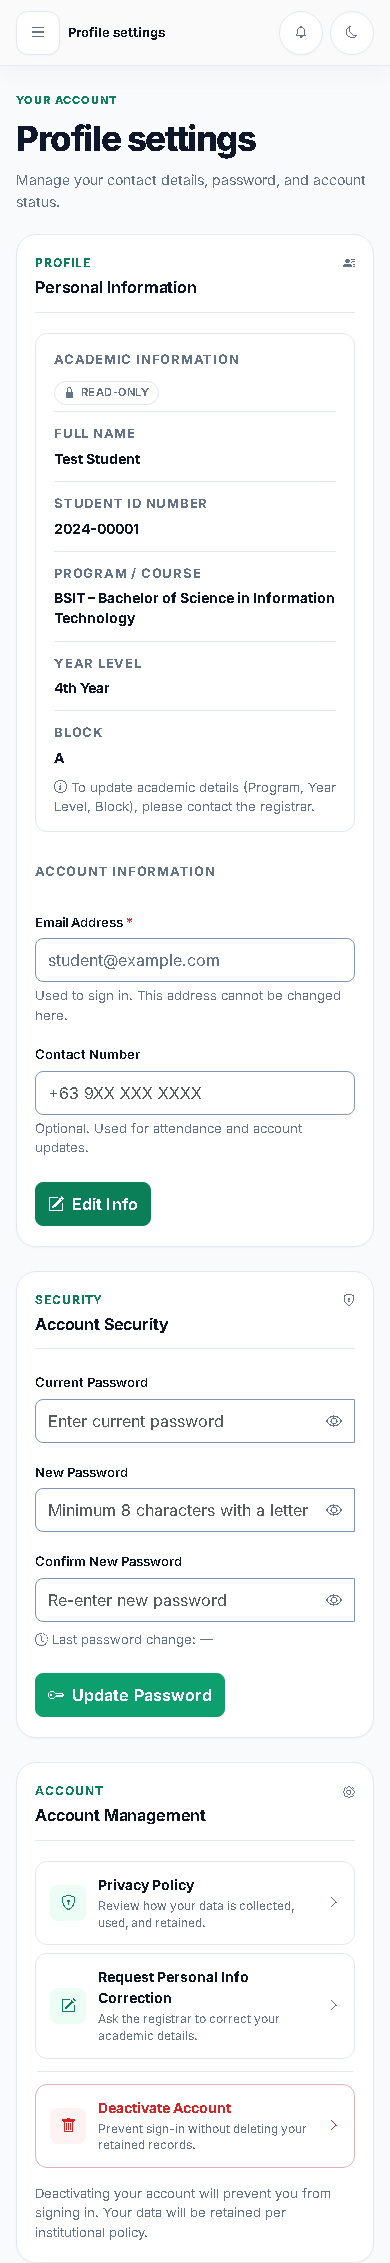 Profile settings
YOUR ACCOUNT
Profile settings
Manage your contact details, password, and account
status.
PROFILE
Personal Information
ACADEMIC INFORMATION
READ-ONLY
FULL NAME
Test Student
STUDENT ID NUMBER
2024-00001
PROGRAM / COURSE
BSIT – Bachelor of Science in Information
Technology
YEAR LEVEL
4th Year
BLOCK
A
To update academic details (Program, Year
Level, Block), please contact the registrar.
ACCOUNT INFORMATION
Email Address *
student@example.com
Used to sign in. This address cannot be changed
here.
Contact Number
+63 9XX XXX XXXX
Optional. Used for attendance and account
updates.
Edit Info
SECURITY
Account Security
Current Password
Enter current password
New Password
Minimum 8 characters with a letter
Confirm New Password
Re-enter new password
Last password change: —
Update Password
ACCOUNT
Account Management
Privacy Policy
Review how your data is collected,
used, and retained.
Request Personal Info
Correction
Ask the registrar to correct your
academic details.
Deactivate Account
Prevent sign-in without deleting your
retained records.
Deactivating your account will prevent you from
signing in. Your data will be retained per
institutional policy.